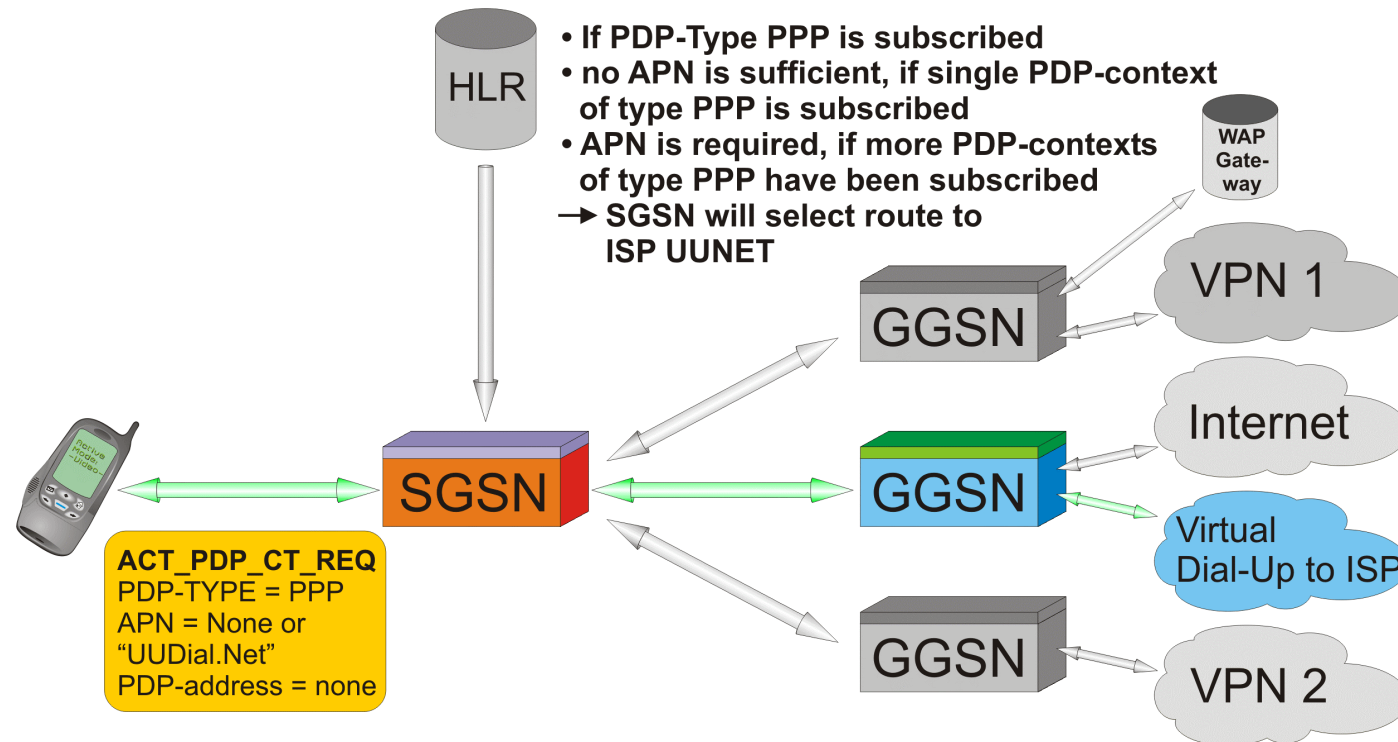 HLR
• If PDP-Type PPP is subscribed
• no APN is sufficient, if single PDP-context
of type PPP is subscribed
• APN is required, if more PDP-contexts
of type PPP have been subscribed
→ SGSN will select route to
ISP UUNET
WAP
Gate-
way
VPN 1
GGSN
Internet
Native
Mode:
-Video-
SGSN
GGSN
Virtual
Dial-Up to ISP
ACT_PDP_CT_REQ
PDP-TYPE = PPP
APN = None or
“UUDial.Net”
PDP-address = none
GGSN
VPN 2